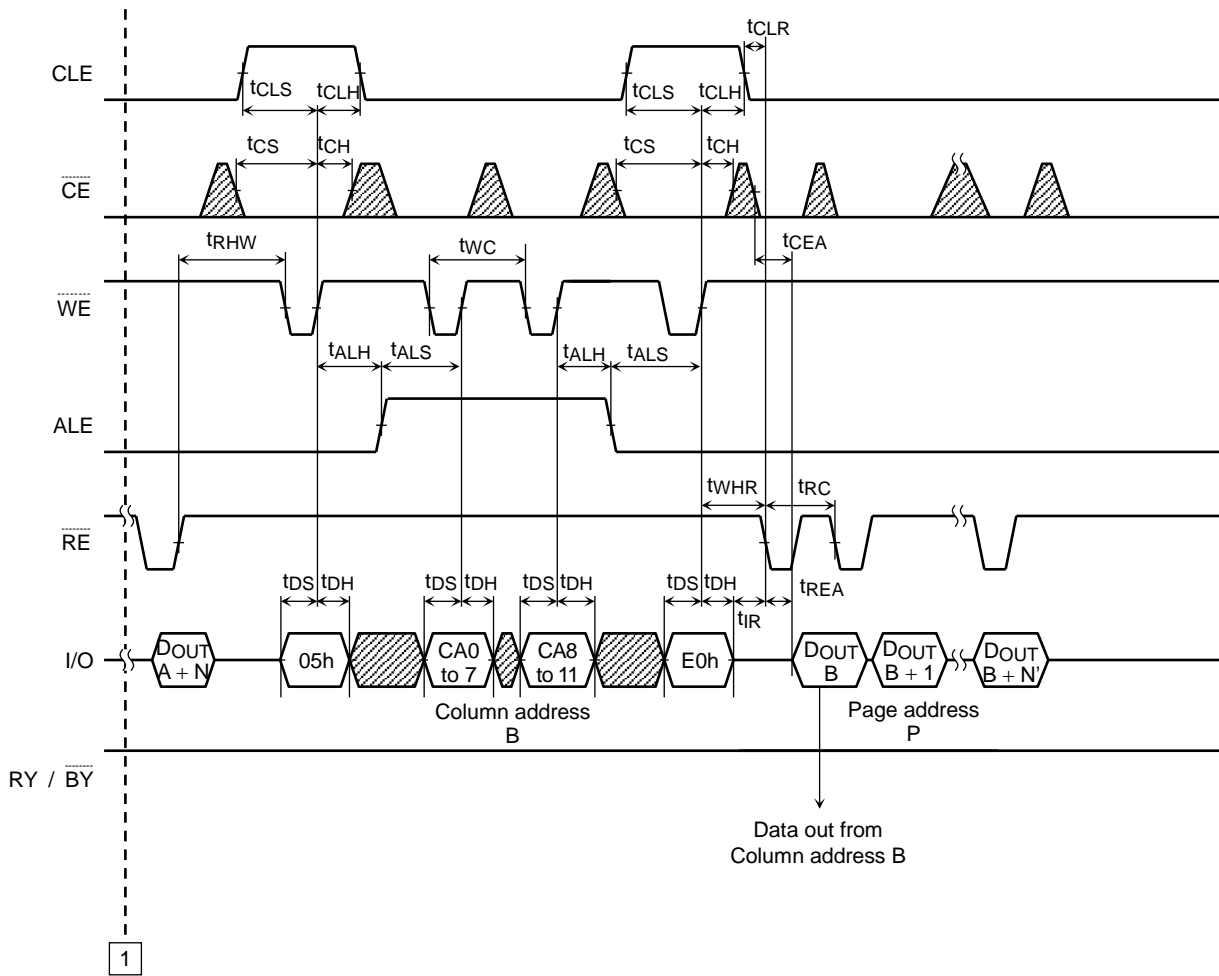 tCLR
CLE
tCLS tCLH tCLS tCLH
tCS tCH tCS tCH
CE
tRHW tWC tCEA
WE
tALH tALS tALH tALS
ALE
tWHR tRC
RE
tDS tDH tDS tDH tDS tDH tDS tDH tREA
tIR
I/O
DOUT
A + N
05h
CA0
to 7
CA8
to 11
E0h
DOUT
B
DOUT
B + 1
DOUT
B + N’
Column address
B
Page address
P
RY / BY
Data out from
Column address B
1